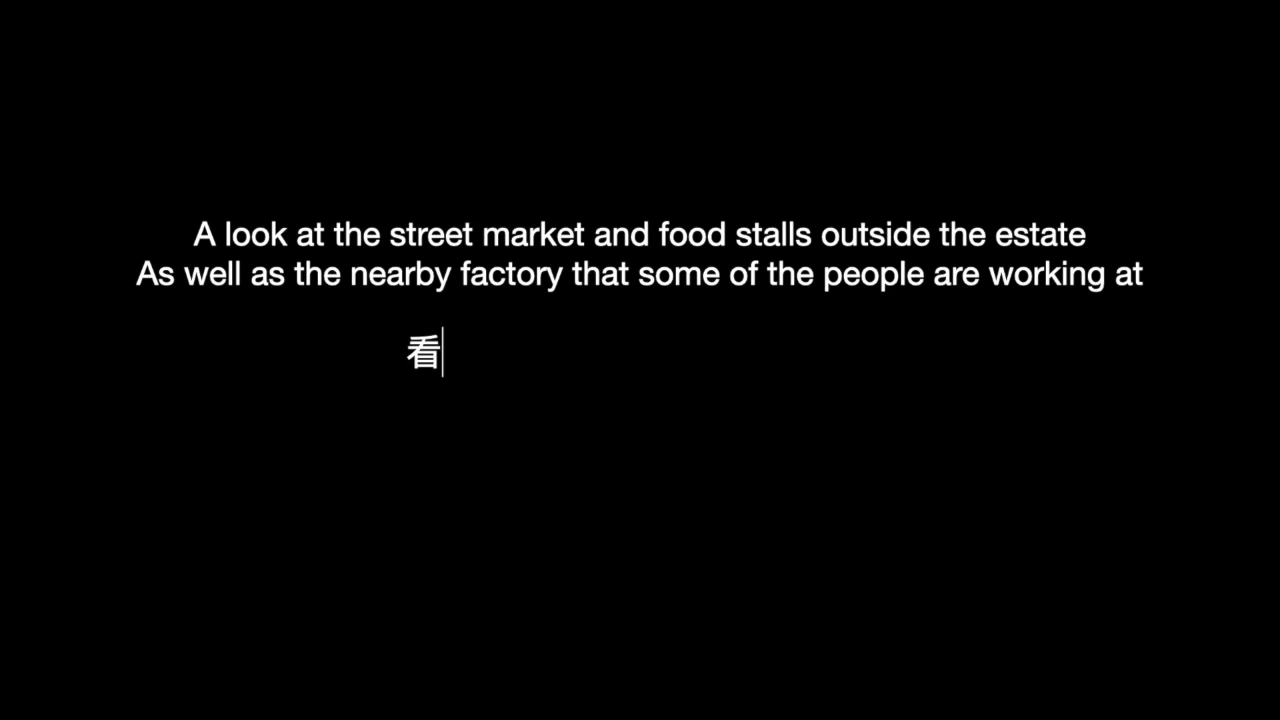 A look at the street market and food stalls outside the estate
As well as the nearby factory that some of the people are working at
看